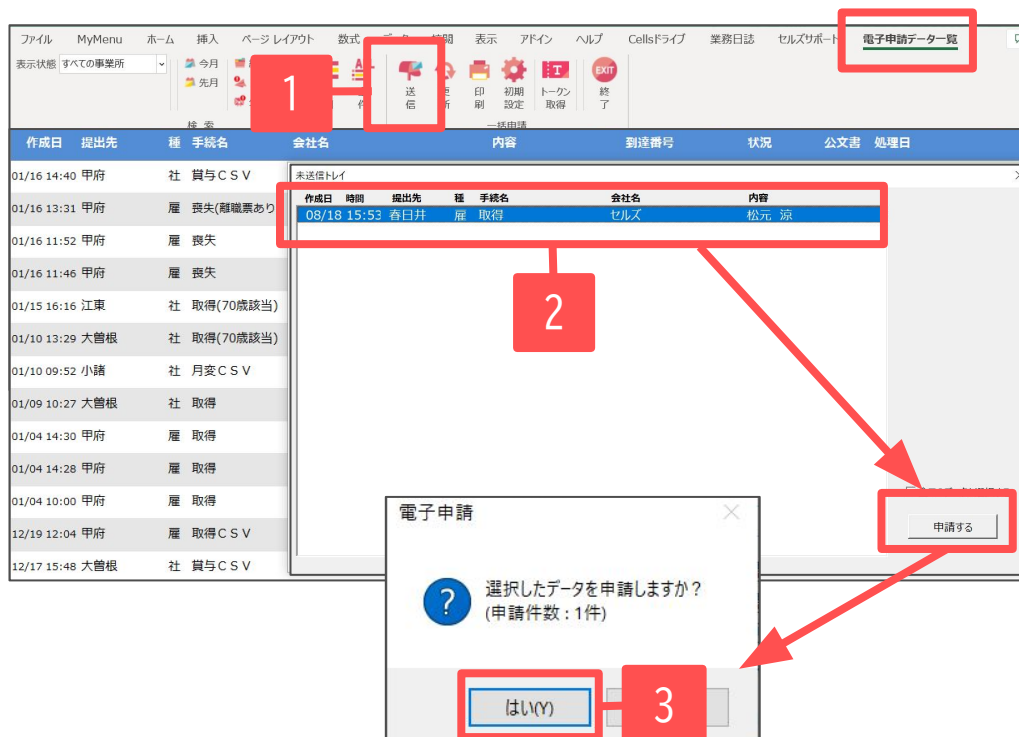 ファイル MyMenu ホーム 挿入 ページ レイアウト 数式 表示 アドイン ヘルプ Cellsドライブ 業務日誌 セルズサポート 電子申請データ一覧
表示状態 すべての事業所
今月
先月
1
送信
印刷
初期設定
トークン取得
EXIT
終了
検 索
一括申請
作成日 提出先 種 手続名 会社名 内容 到達番号 状況 公文書 処理日
01/16 14:40 甲府 社 賞与ＣＳＶ
01/16 13:31 甲府 雇 喪失(離職票あり
01/16 11:52 甲府 雇 喪失
01/16 11:46 甲府 雇 喪失
01/15 16:16 江東 社 取得(70歳該当)
01/10 13:29 大曽根 社 取得(70歳該当)
01/10 09:52 小諸 社 月変ＣＳＶ
01/09 10:27 大曽根 社 取得
01/04 14:30 甲府 雇 取得
01/04 14:28 甲府 雇 取得
01/04 10:00 甲府 雇 取得
12/19 12:04 甲府 雇 取得ＣＳＶ
12/17 15:48 大曽根 社 賞与ＣＳＶ
未送信トレイ
作成日 時間 提出先 種 手続名 会社名 内容
08/18 15:53 春日井 雇 取得 セルズ 松元 涼
2
申請する
電子申請
選択したデータを申請しますか？
(申請件数：1件)
はい(Y)
3